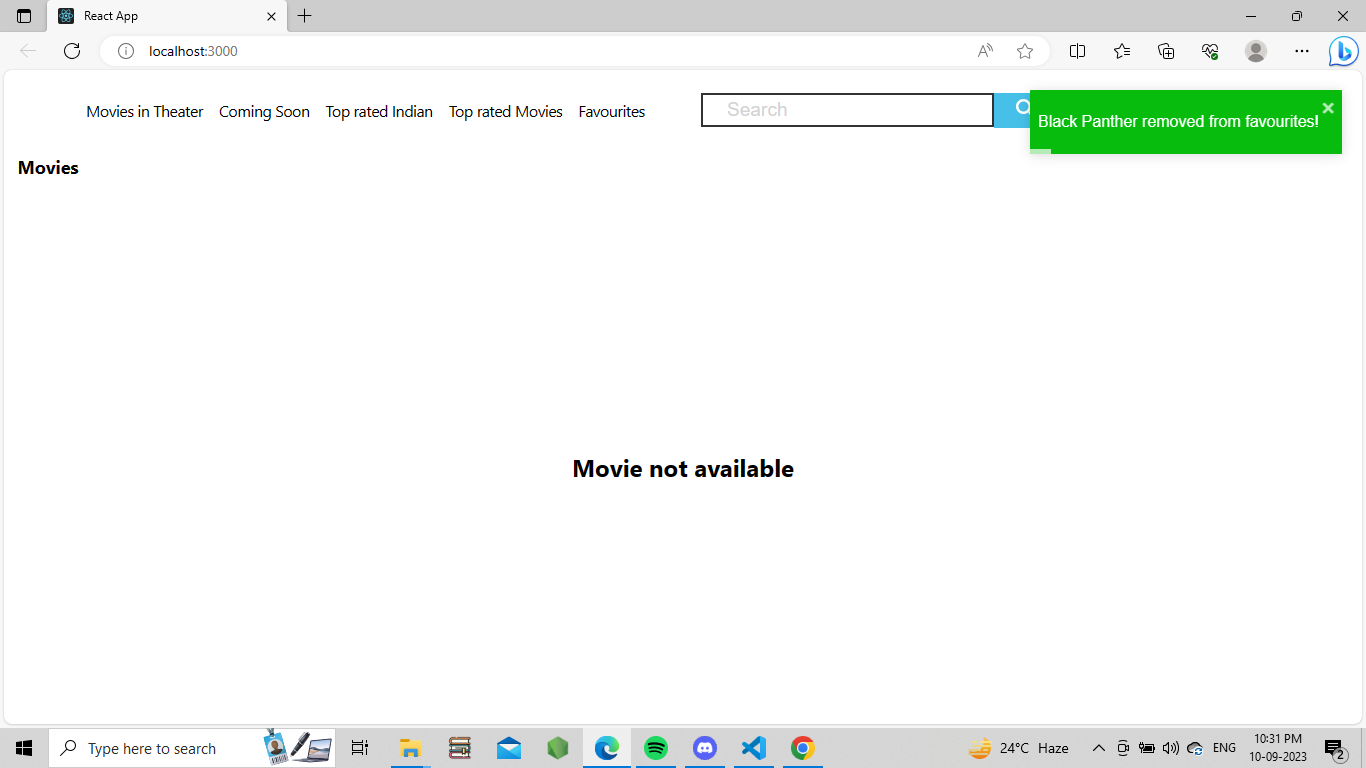 React App
localhost:3000
Movies in Theater Coming Soon Top rated Indian Top rated Movies Favourites Search
Black Panther removed from favourites!
Movies
Movie not available
Type here to search
24°C Haze
ENG
10:31 PM
10-09-2023
2